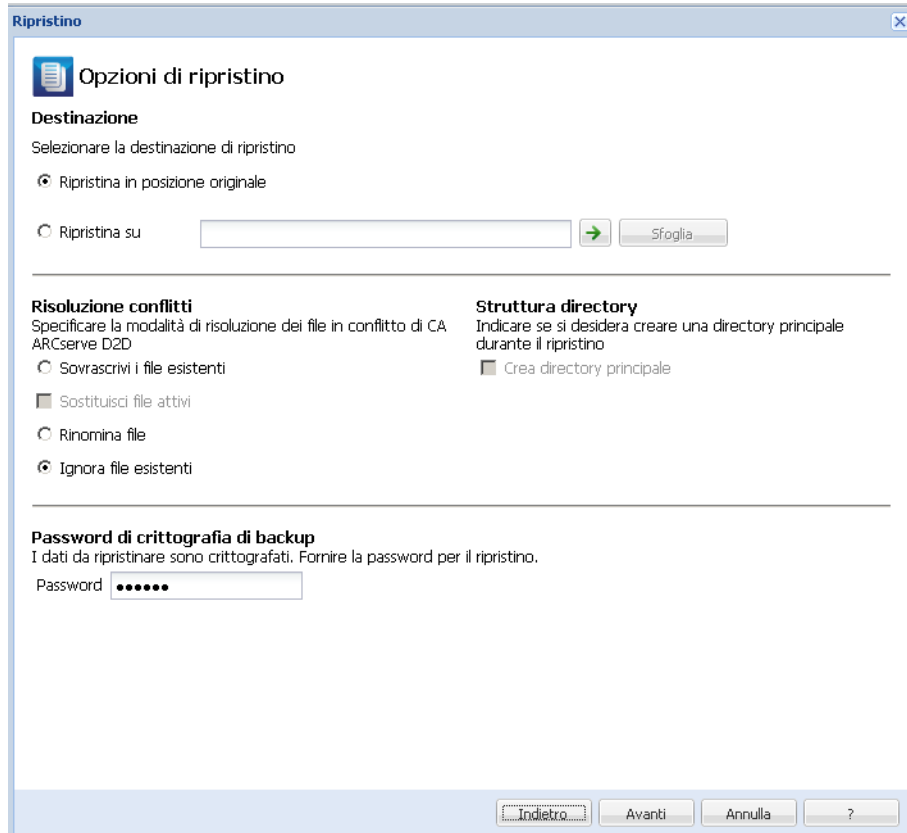 Ripristino
Opzioni di ripristino
Destinazione
Selezionare la destinazione di ripristino
Ripristina in posizione originale
Ripristina su
Sfoglia
Risoluzione conflitti
Specificare la modalità di risoluzione dei file in conflitto di CA
ARCserve D2D
Sovrascrivi i file esistenti
Sostituisci file attivi
Rinomina file
Ignora file esistenti
Struttura directory
Indicare se si desidera creare una directory principale
durante il ripristino
Crea directory principale
Password di crittografia di backup
I dati da ripristinare sono crittografati. Fornire la password per il ripristino.
Password ●●●●●●
Indietro
Avanti
Annulla
?